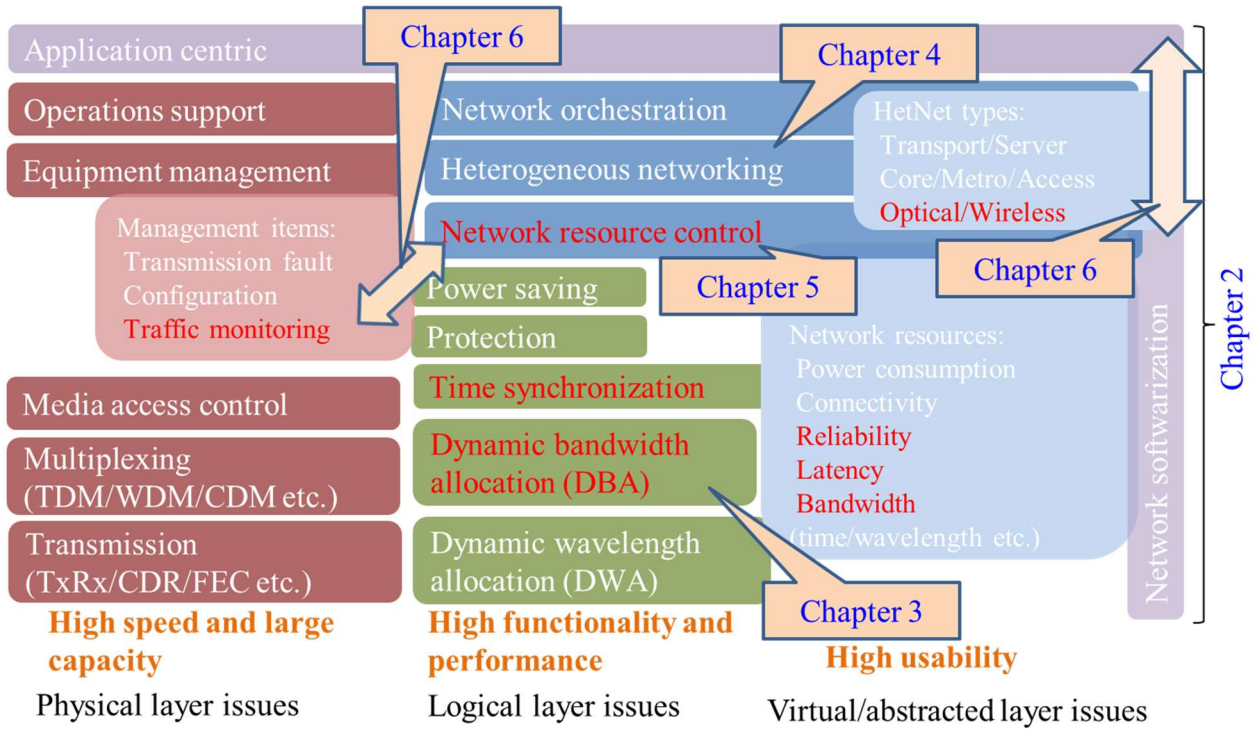 Application centric
Chapter 6
Chapter 4
Operations support
Equipment management
Management items:
Transmission fault
Configuration
Traffic monitoring
Media access control
Multiplexing
(TDM/WDM/CDM etc.)
Transmission
(TxRx/CDR/FEC etc.)
Network orchestration
Heterogeneous networking
Network resource control
Power saving
Protection
Time synchronization
Dynamic bandwidth
allocation (DBA)
Dynamic wavelength
allocation (DWA)
HetNet types:
Transport/Server
Core/Metro/Access
Optical/Wireless
Chapter 5
Chapter 6
Network resources:
Power consumption
Connectivity
Reliability
Latency
Bandwidth
(time/wavelength etc.)
Chapter 3
Network softwarization
Chapter 2
High speed and large
capacity
High functionality and
performance
High usability
Physical layer issues
Logical layer issues
Virtual/abstracted layer issues